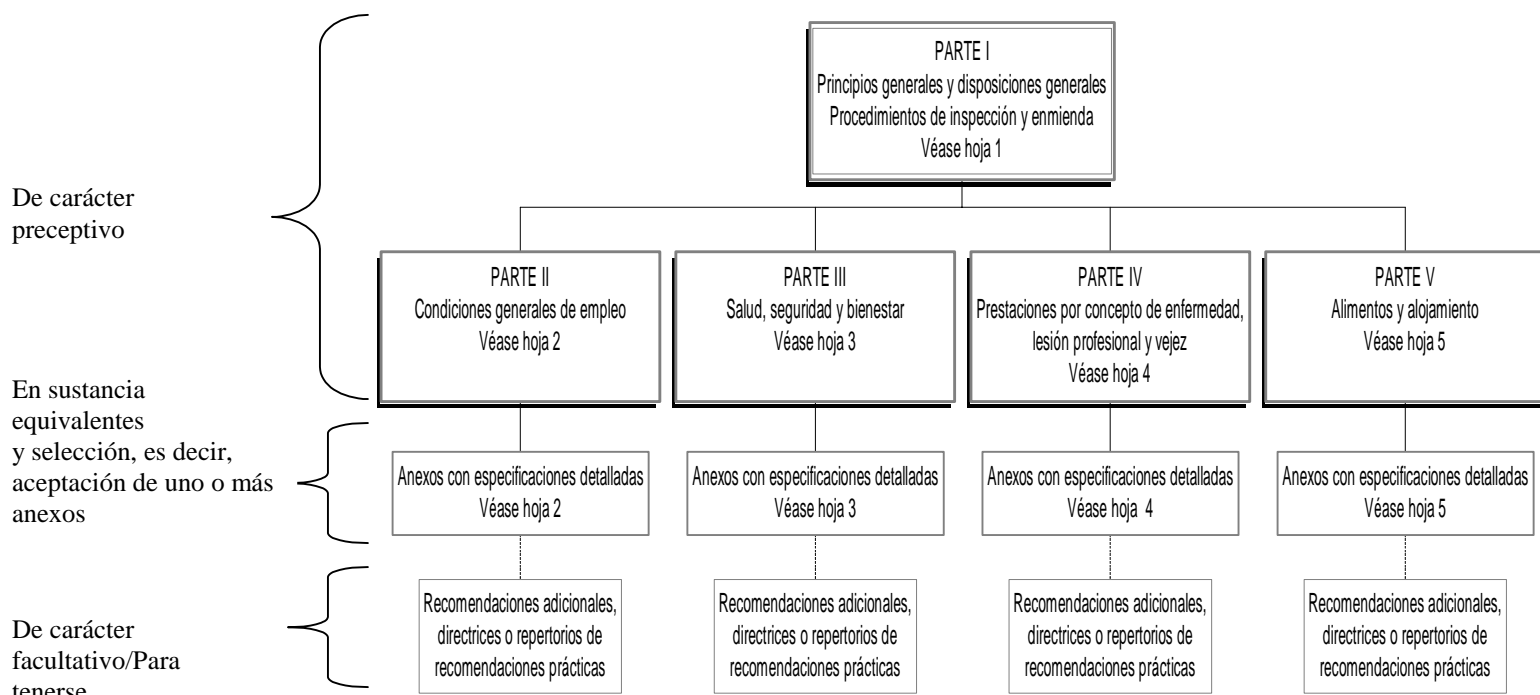 PARTE I
Principios generales y disposiciones generales
Procedimientos de inspección y enmienda
Véase hoja 1
De carácter
preceptivo
PARTE II
Condiciones generales de empleo
Véase hoja 2
PARTE III
Salud, seguridad y bienestar
Véase hoja 3
PARTE IV
Prestaciones por concepto de enfermedad,
lesión profesional y vejez
Véase hoja 4
PARTE V
Alimentos y alojamiento
Véase hoja 5
En sustancia
equivalentes
y selección, es decir,
aceptación de uno o más
anexos
Anexos con especificaciones detalladas
Véase hoja 2
Anexos con especificaciones detalladas
Véase hoja 3
Anexos con especificaciones detalladas
Véase hoja 4
Anexos con especificaciones detalladas
Véase hoja 5
De carácter
facultativo/Para
tenerse
Recomendaciones adicionales,
directrices o repertorios de
recomendaciones prácticas
Recomendaciones adicionales,
directrices o repertorios de
recomendaciones prácticas
Recomendaciones adicionales,
directrices o repertorios de
recomendaciones prácticas
Recomendaciones adicionales,
directrices o repertorios de
recomendaciones prácticas